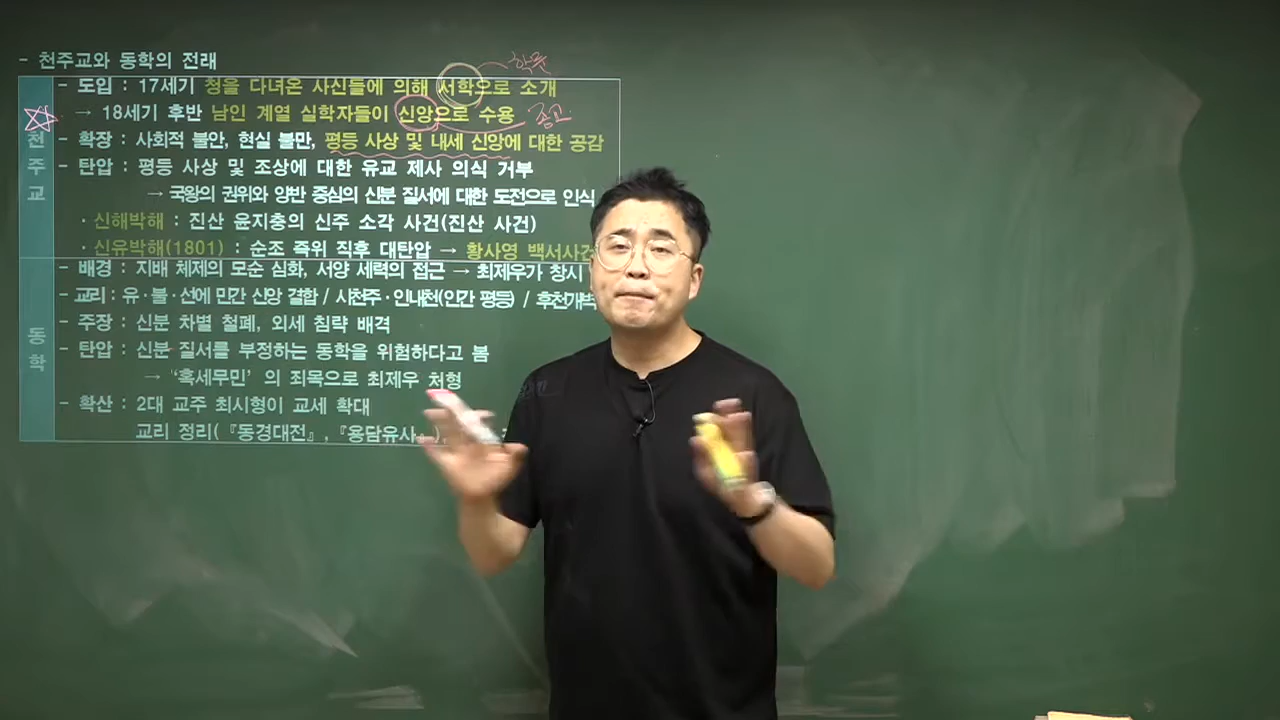 - 천주교와 동학의 전래
학문
- 도입 : 17세기 청을 다녀온 사신들에 의해 서학으로 소개
→ 18세기 후반 남인 계열 실학자들이 신앙으로 수용 종교
천주교
- 확장 : 사회적 불안, 현실 불만, 평등 사상 및 내세 신앙에 대한 공감
- 탄압 : 평등 사상 및 조상에 대한 유교 제사 의식 거부
→ 국왕의 권위와 양반 중심의 신분 질서에 대한 도전으로 인식
· 신해박해 : 진산 윤지충의 신주 소각 사건(진산 사건)
· 신유박해(1801) : 순조 즉위 직후 대탄압 → 황사영 백서사건
동학
- 배경 : 지배 체제의 모순 심화, 서양 세력의 접근 → 최제우가 창시
- 교리 : 유·불·선에 민간 신앙 결합 / 시천주·인내천(인간 평등) / 후천개벽
- 주장 : 신분 차별 철폐, 외세 침략 배격
- 탄압 : 신분 질서를 부정하는 동학을 위험하다고 봄
→ '혹세무민' 의 죄목으로 최제우 처형
- 확산 : 2대 교주 최시형이 교세 확대
교리 정리(『동경대전』, 『용담유사』),